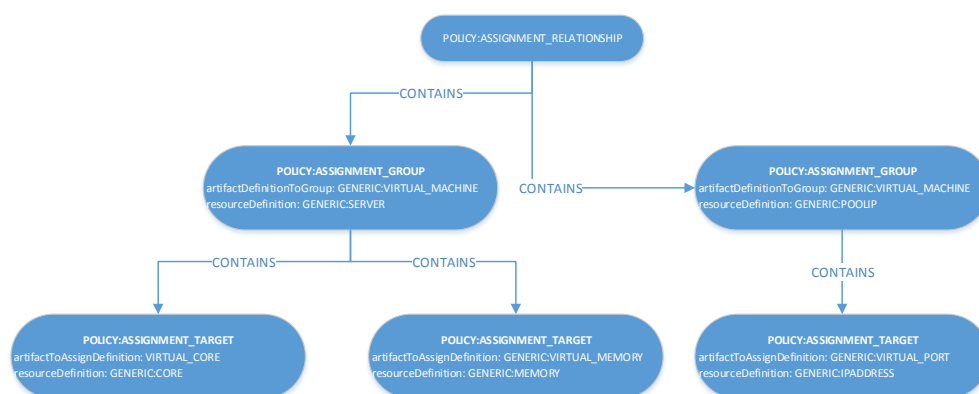 POLICY:ASSIGNMENT_RELATIONSHIP
CONTAINS
POLICY:ASSIGNMENT_GROUP
artifactDefinitionToGroup: GENERIC:VIRTUAL_MACHINE
resourceDefinition: GENERIC:SERVER
CONTAINS
POLICY:ASSIGNMENT_GROUP
artifactDefinitionToGroup: GENERIC:VIRTUAL_MACHINE
resourceDefinition: GENERIC:POOLIP
CONTAINS
CONTAINS
CONTAINS
POLICY:ASSIGNMENT_TARGET
artifactToAssignDefinition: VIRTUAL_CORE
resourceDefinition: GENERIC:CORE
POLICY:ASSIGNMENT_TARGET
artifactToAssignDefinition: GENERIC:VIRTUAL_MEMORY
resourceDefinition: GENERIC:MEMORY
POLICY:ASSIGNMENT_TARGET
artifactToAssignDefinition: GENERIC:VIRTUAL_PORT
resourceDefinition: GENERIC:IPADDRESS